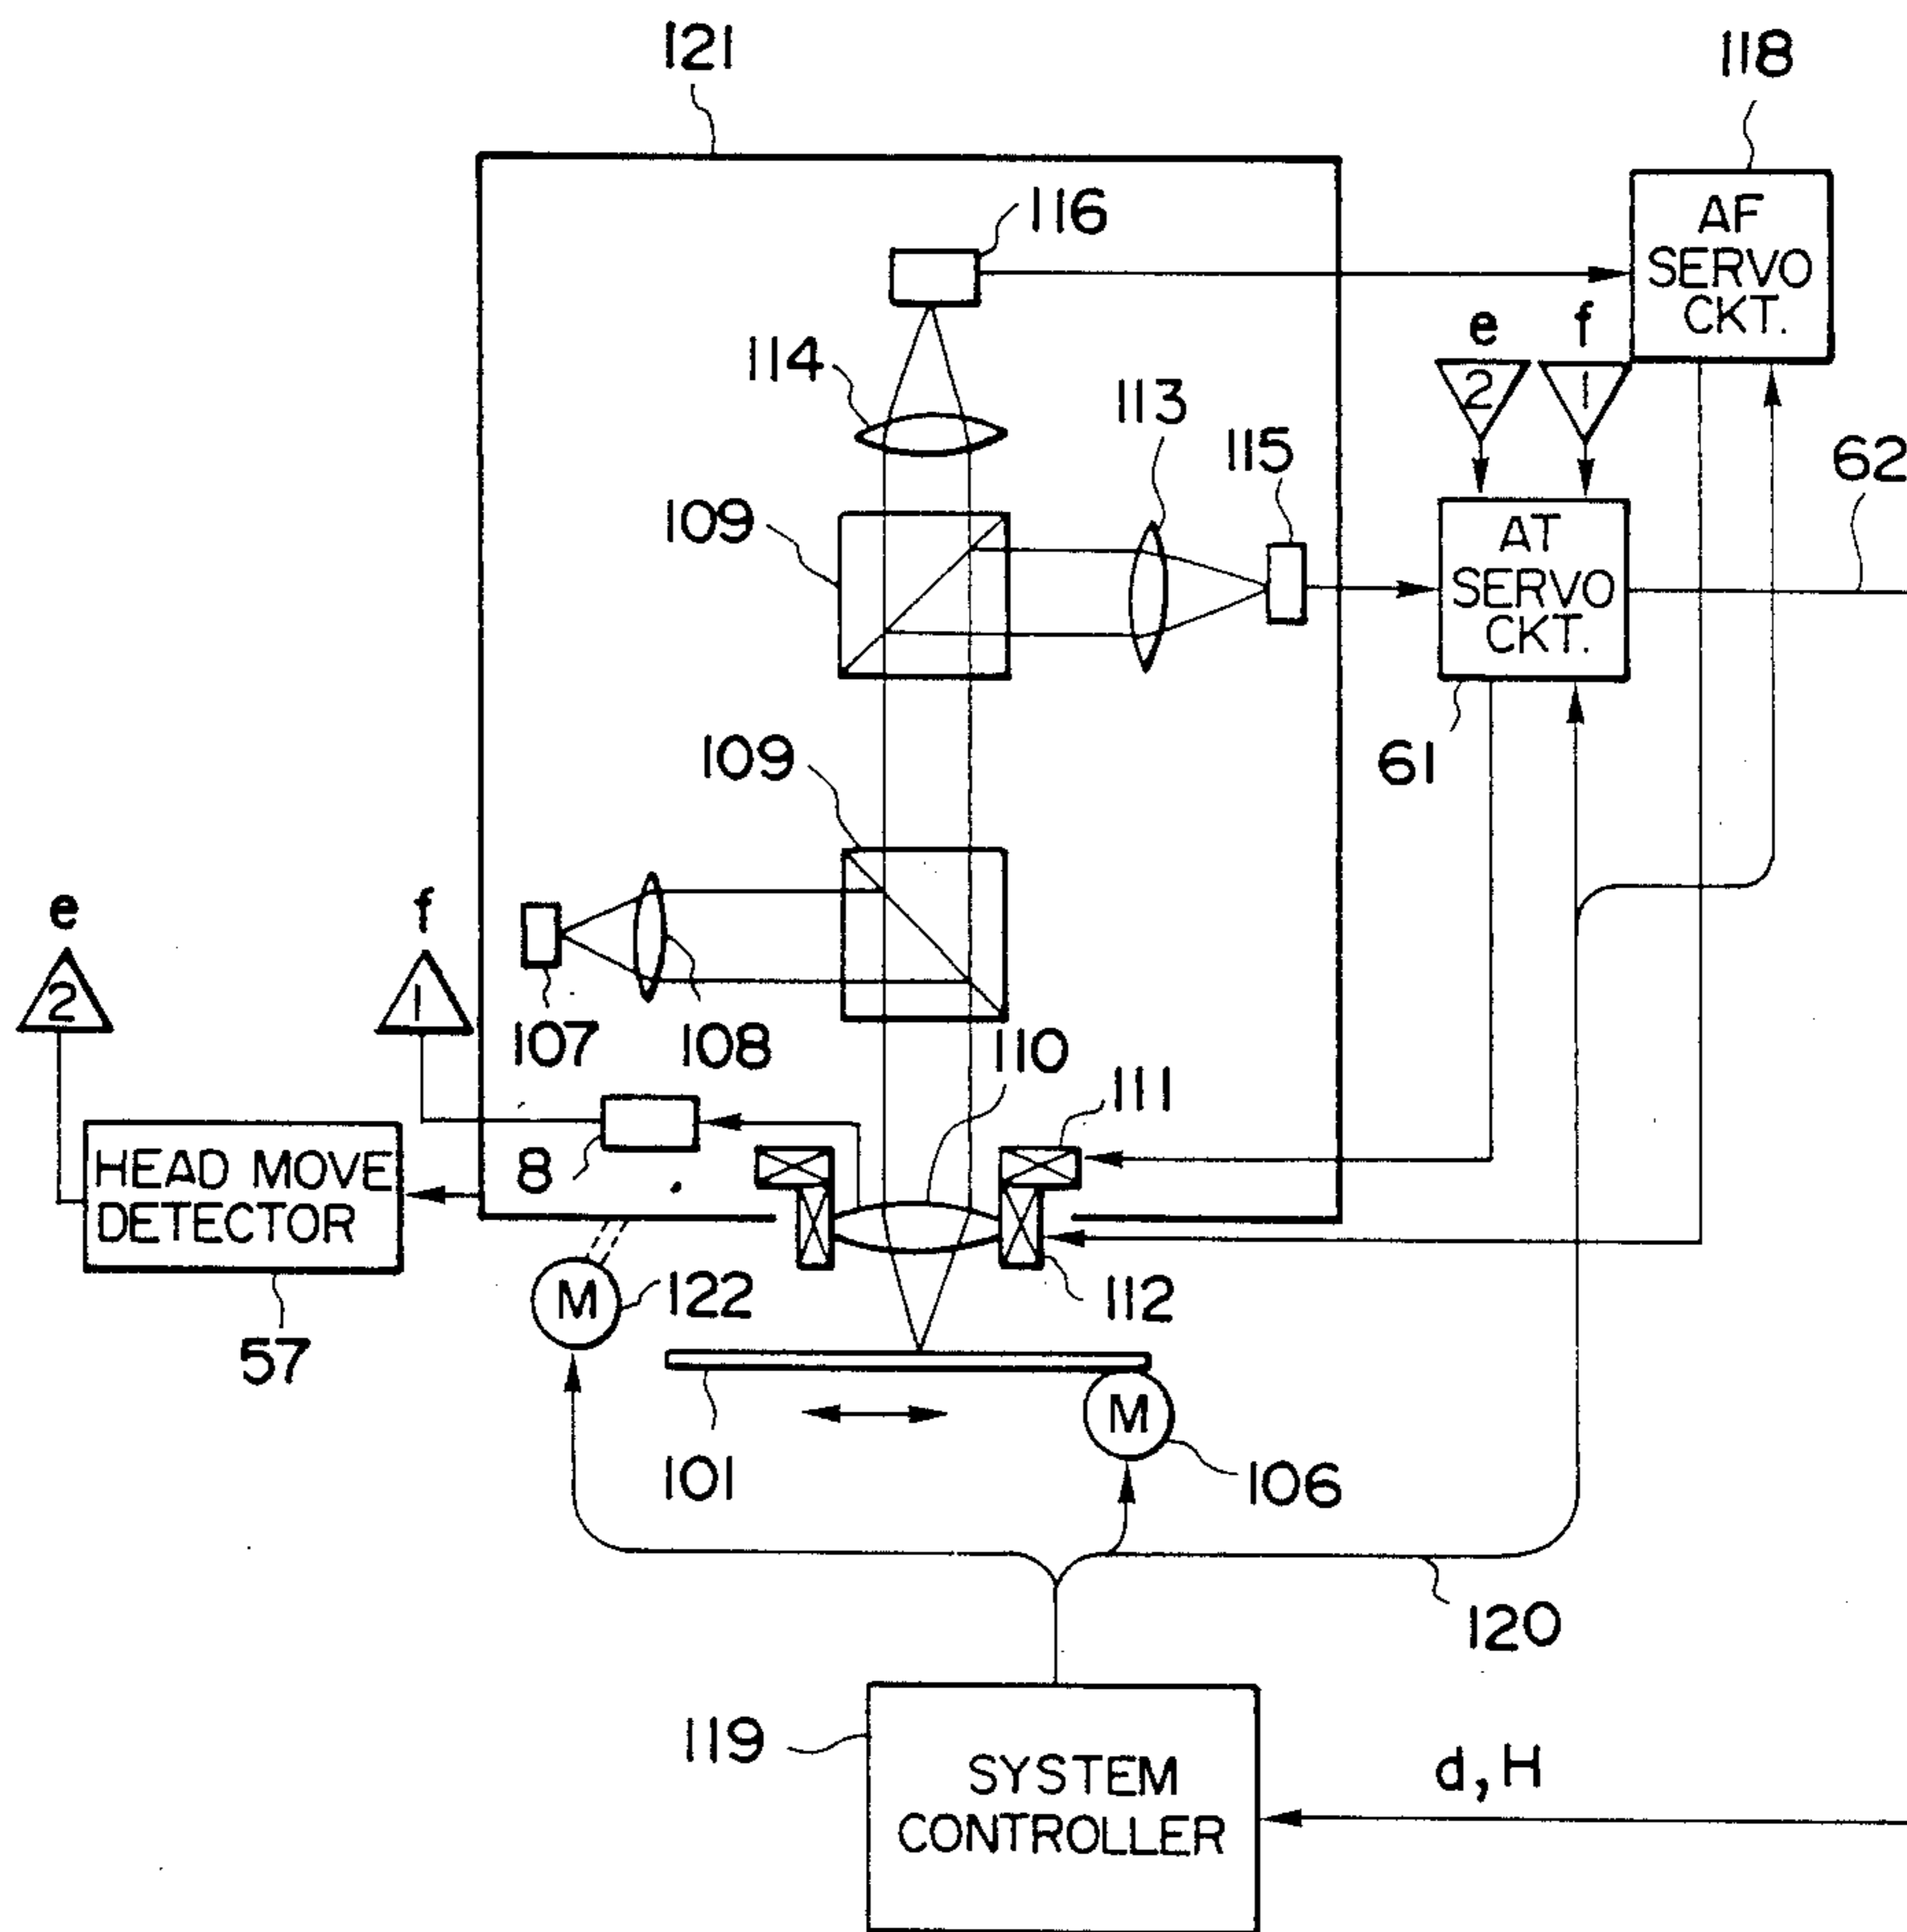 121
118
116
AF
SERVO
CKT.
e
f
2
1
114
113
115
62
109
AT
SERVO
CKT.
109
61
e
f
2
1
107
108
110
111
8
HEAD MOVE
DETECTOR
M
122
112
57
M
101
106
120
119
SYSTEM
CONTROLLER
d, H